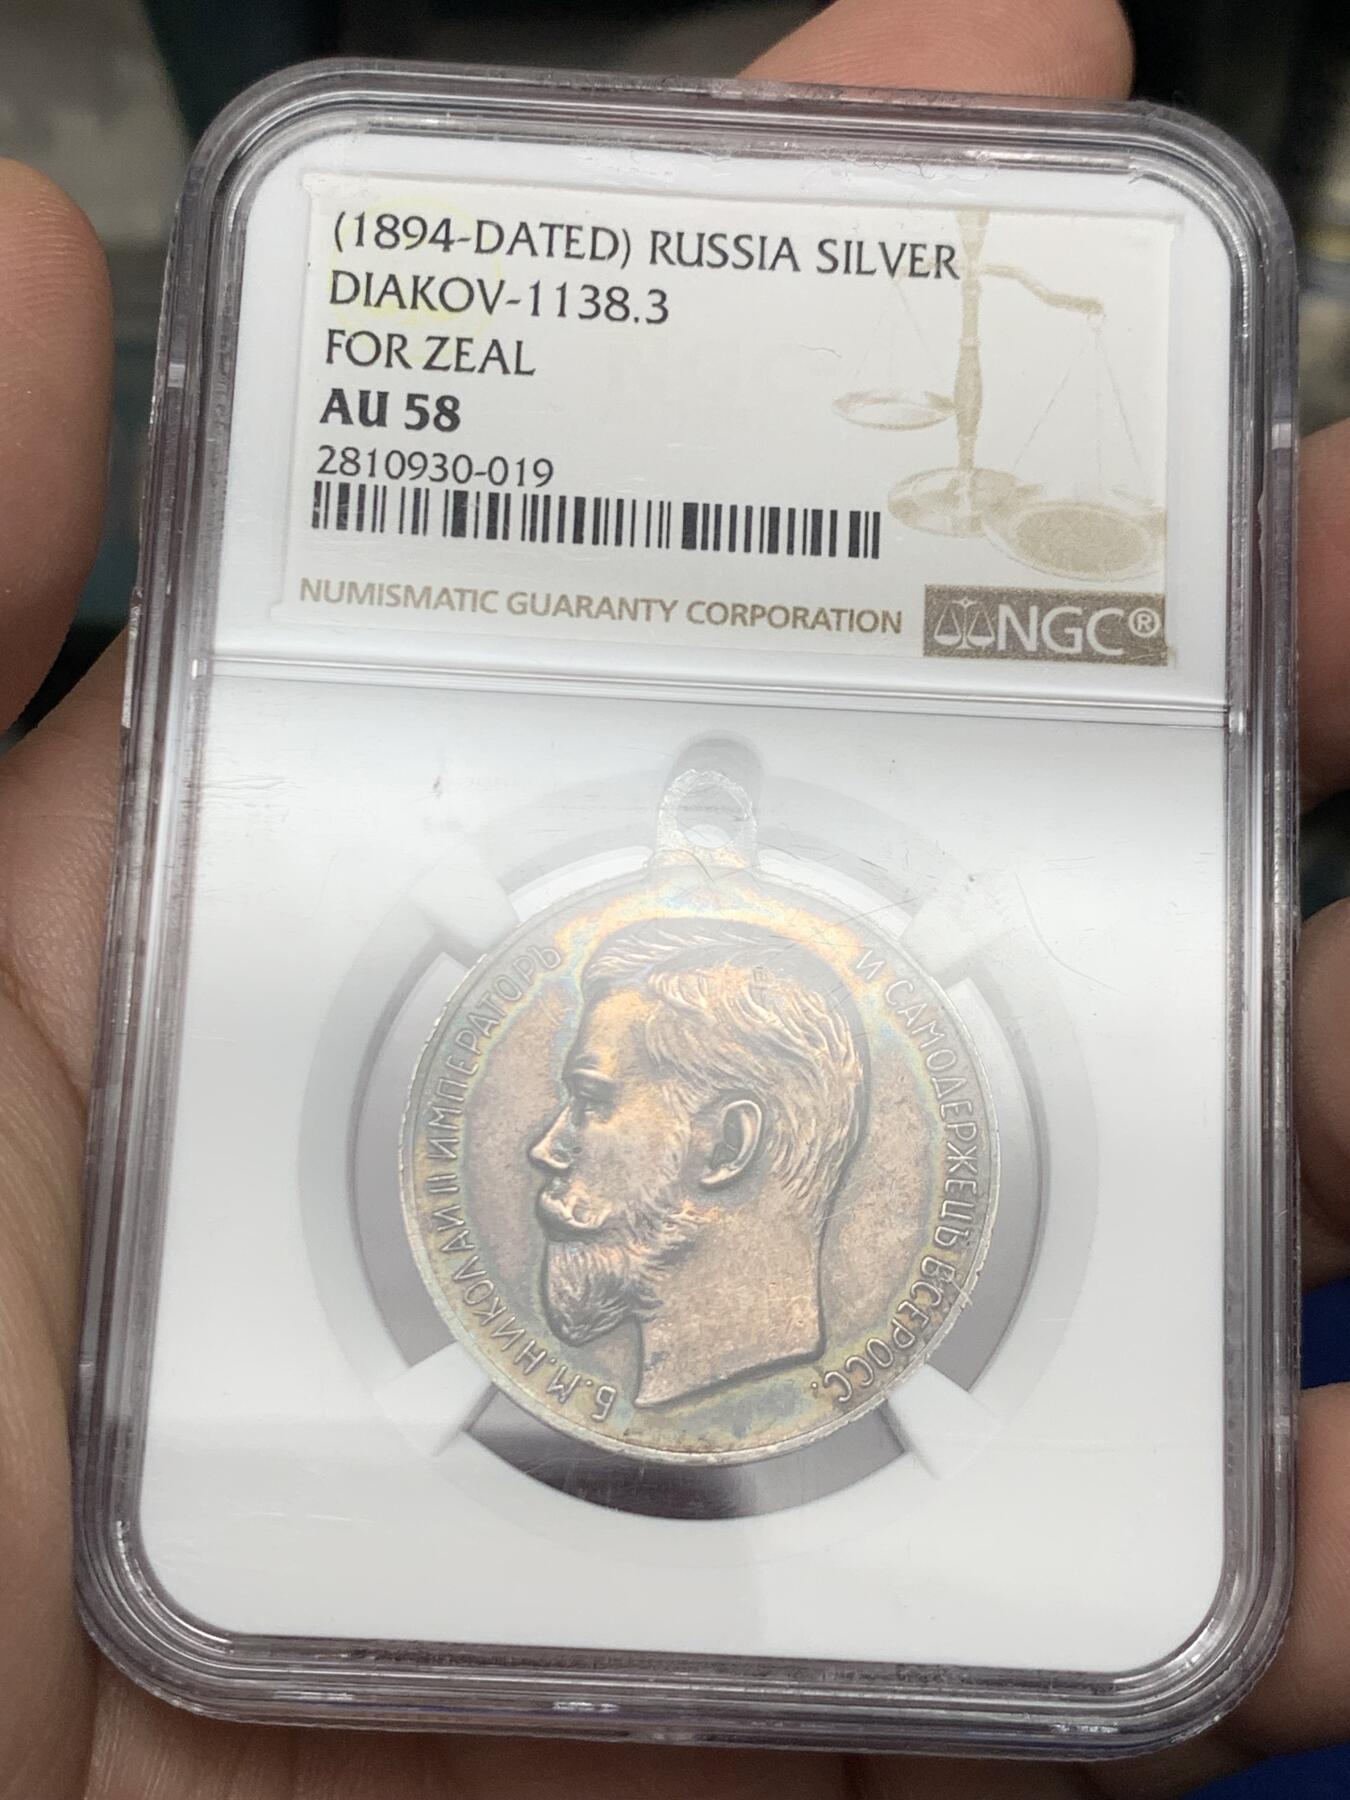 (1894-DATED) RUSSIA SILVER
DIAKOV-1138.3
FOR ZEAL
AU 58
2810930-019
NUMISMATIC GUARANTY CORPORATION
NGC®
Б.М.НИКОЛАЙ II ИМПЕРАТОРЪ
И САМОДЕРЖЕЦЪ ВСЕРОСС.